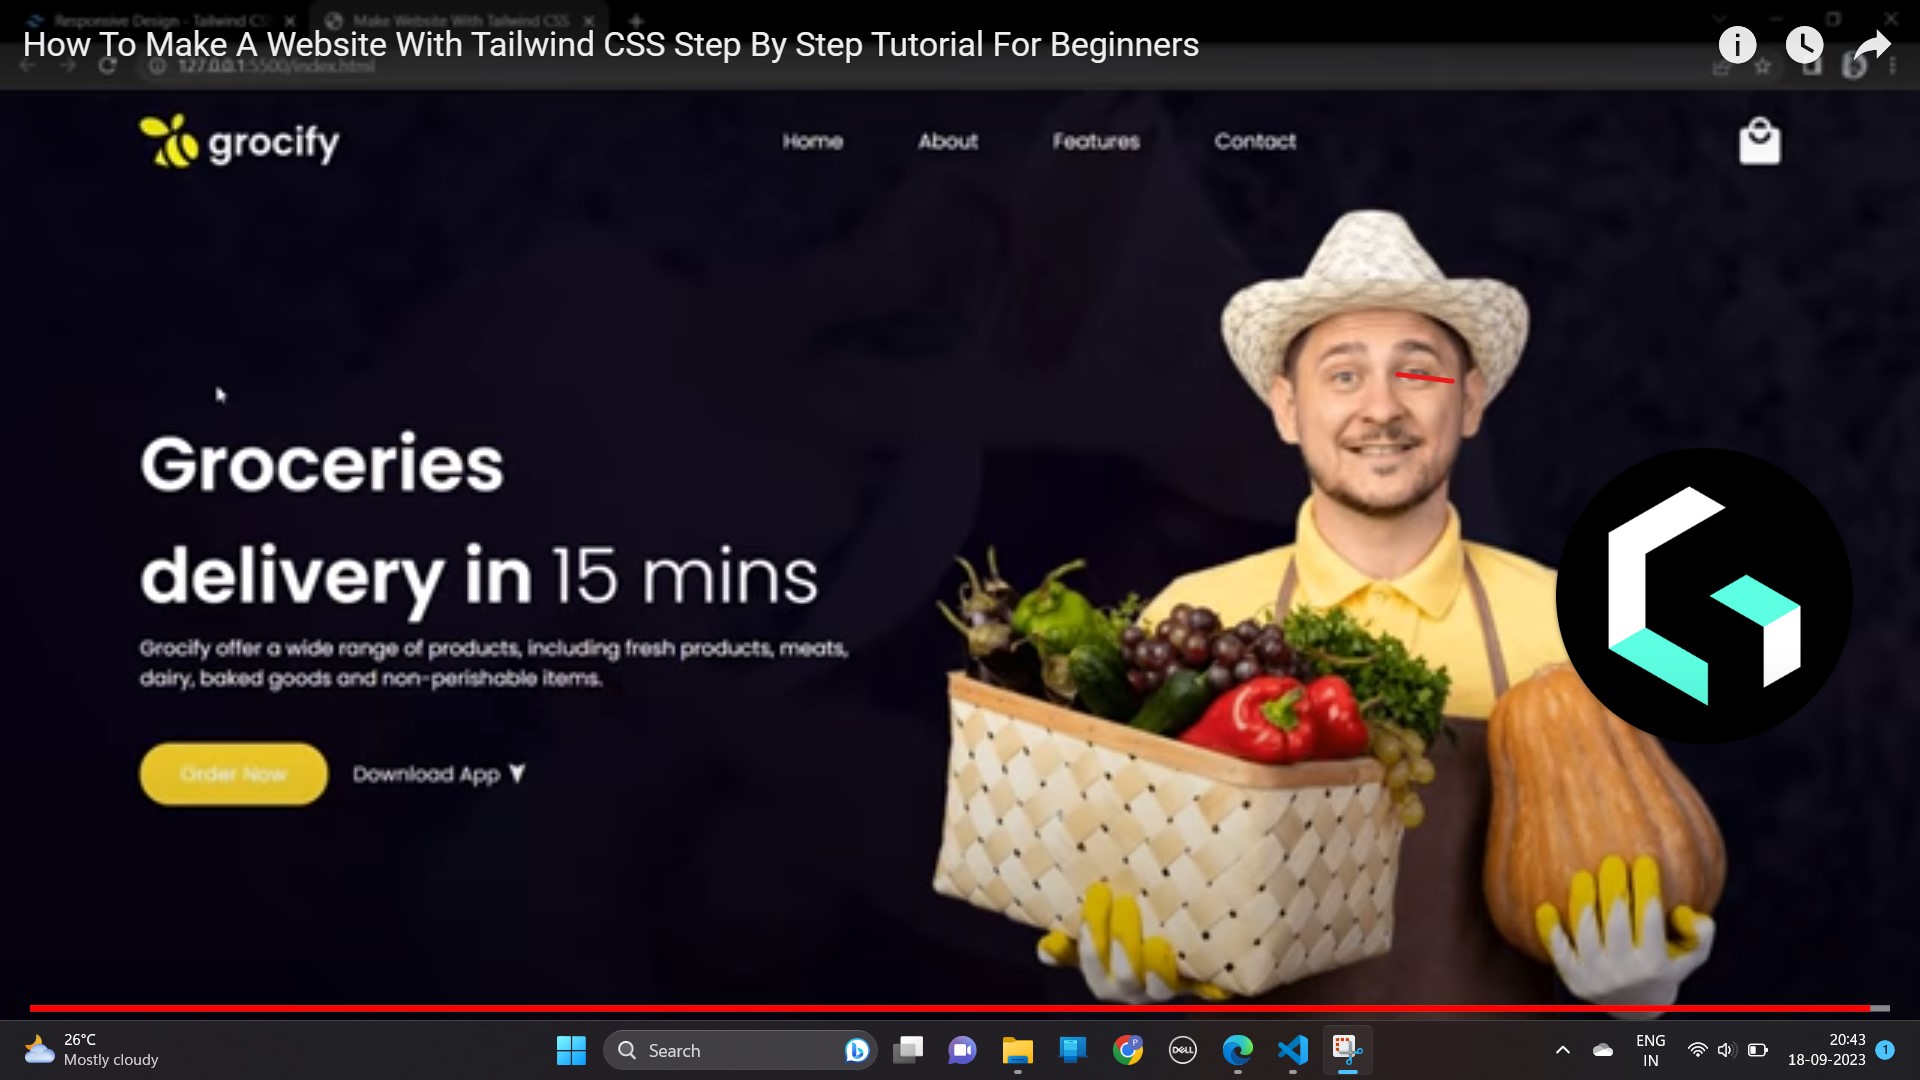 Responsive Design - Tailwind CS
Make Website With Tailwind CSS
How To Make A Website With Tailwind CSS Step By Step Tutorial For Beginners
127.0.0.1:5500/index.html
grocify
Home
About
Features
Contact
Groceries
delivery in 15 mins
Grocify offer a wide range of products, including fresh products, meats,
dairy, baked goods and non-perishable items.
Order Now
Download App
26°C
Mostly cloudy
Search
DELL
ENG
IN
20:43
18-09-2023
1